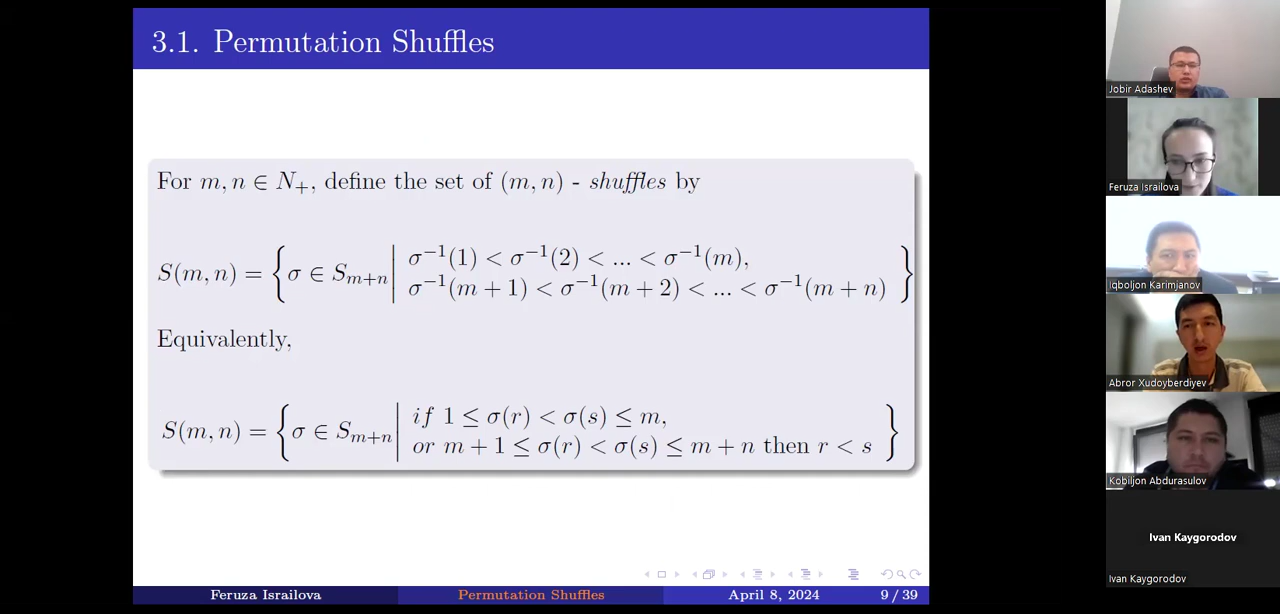 3.1. Permutation Shuffles
For m, n ∈ N₊, define the set of (m, n) - shuffles by
S(m, n) = { σ ∈ Sₘ₊ₙ | σ⁻¹(1) < σ⁻¹(2) < ... < σ⁻¹(m),
σ⁻¹(m + 1) < σ⁻¹(m + 2) < ... < σ⁻¹(m + n) }
Equivalently,
S(m, n) = { σ ∈ Sₘ₊ₙ | if 1 ≤ σ(r) < σ(s) ≤ m,
or m + 1 ≤ σ(r) < σ(s) ≤ m + n then r < s }
Feruza Israilova
Permutation Shuffles
April 8, 2024
9 / 39
Jobir Adashev
Feruza Israilova
Iqboljon Karimjanov
Abror Xudoyberdiyev
Kobiljon Abdurasulov
Ivan Kaygorodov
Ivan Kaygorodov